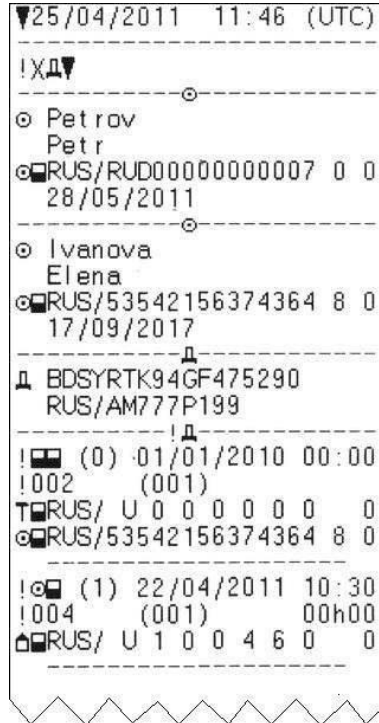 ▼25/04/2011 11:46 (UTC)
!X⍓▼
Petrov
Petr
RUS/RUD00000000007 0 0
28/05/2011
Ivanova
Elena
RUS/53542156374364 8 0
17/09/2017
BDSYRTK94GF475290
RUS/AM777P199
!
! (0) 01/01/2010 00:00
!002 (001)
T RUS/ U 0 0 0 0 0 0 0
RUS/53542156374364 8 0
! (1) 22/04/2011 10:30
!004 (001) 00h00
RUS/ U 1 0 0 4 6 0 0